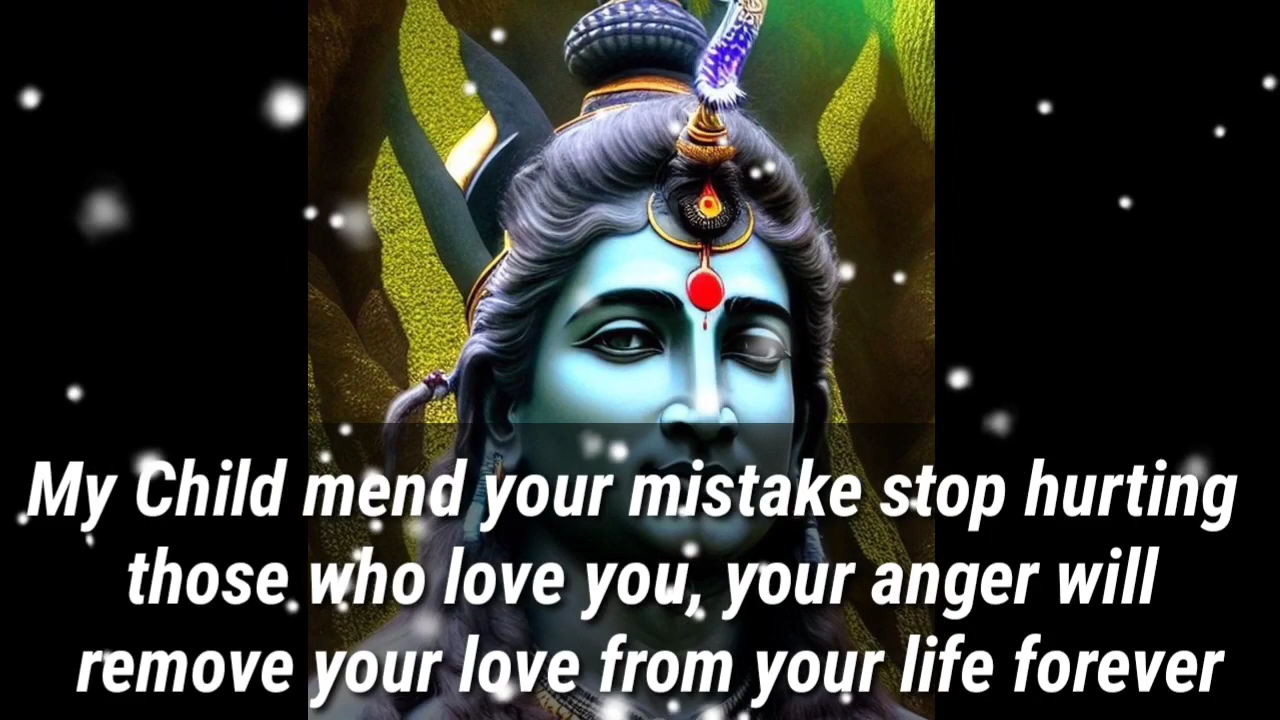 My Child mend your mistake stop hurting
those who love you, your anger will
remove your love from your life forever